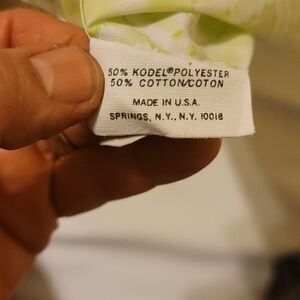 50% KODEL® POLYESTER
50% COTTON/COTON
MADE IN U.S.A.
SPRINGS, N.Y., N.Y. 10018